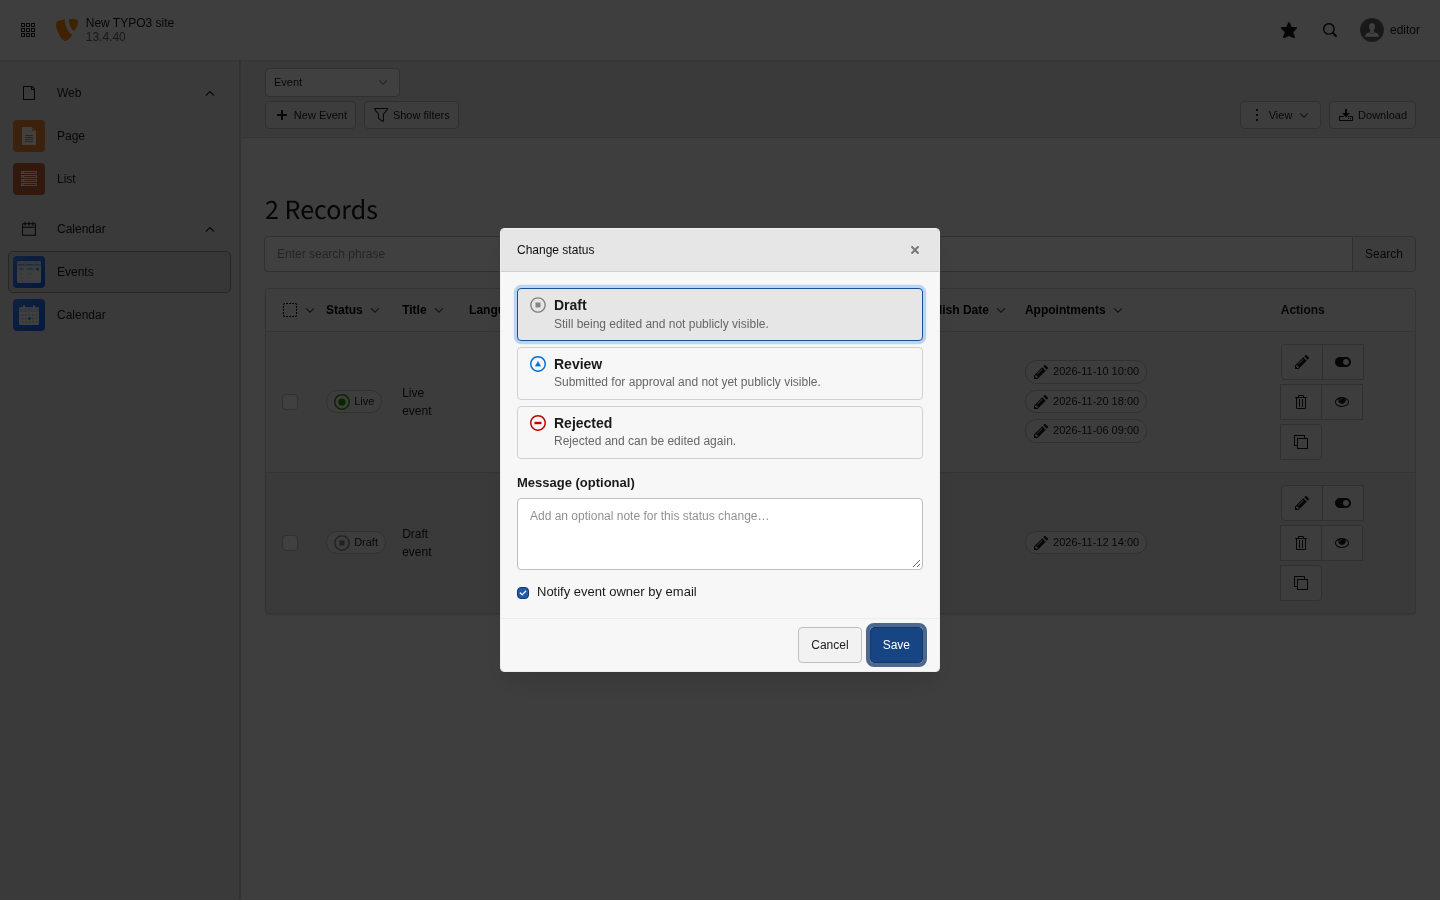 New TYPO3 site
13.4.40
editor
Web
Page
List
Calendar
Events
Calendar
Event
New Event
Show filters
View
Download
2 Records
Enter search phrase
Search
Status
Title
Appointments
Actions
Live
Live
event
2026-11-10 10:00
2026-11-20 18:00
2026-11-06 09:00
Draft
Draft
event
2026-11-12 14:00
Change status
Draft
Still being edited and not publicly visible.
Review
Submitted for approval and not yet publicly visible.
Rejected
Rejected and can be edited again.
Message (optional)
Add an optional note for this status change…
Notify event owner by email
Cancel
Save